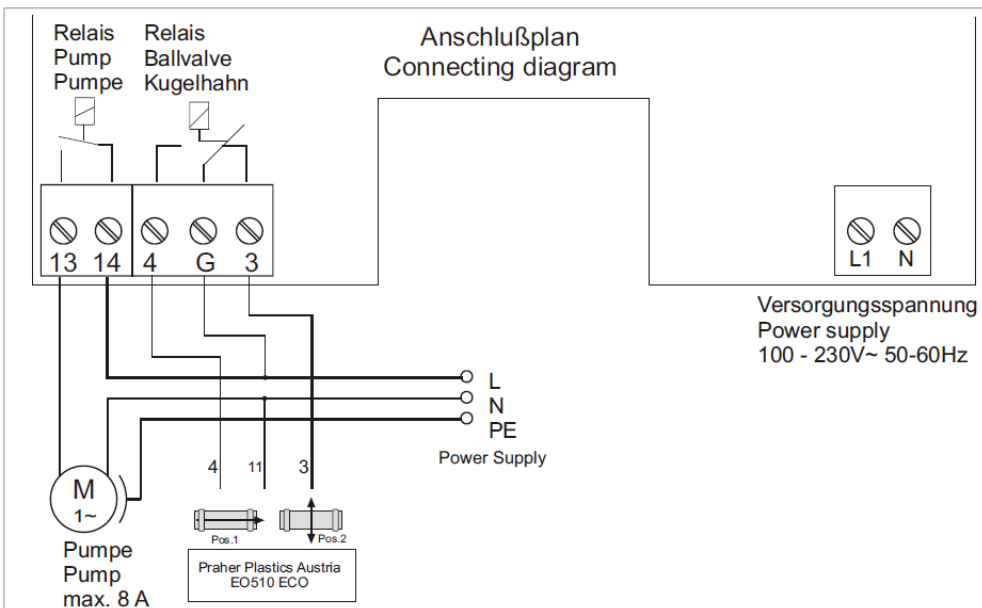 Relais
Pump
Pumpe
Relais
Ballvalve
Kugelhahn
Anschlußplan
Connecting diagram
13 14 4 G 3
L1 N
Versorgungsspannung
Power supply
100 - 230V~ 50-60Hz
L
N
PE
Power Supply
4 11 3
M
1~
Pos.1
Pos.2
Pumpe
Pump
max. 8 A
Praher Plastics Austria
EO510 ECO